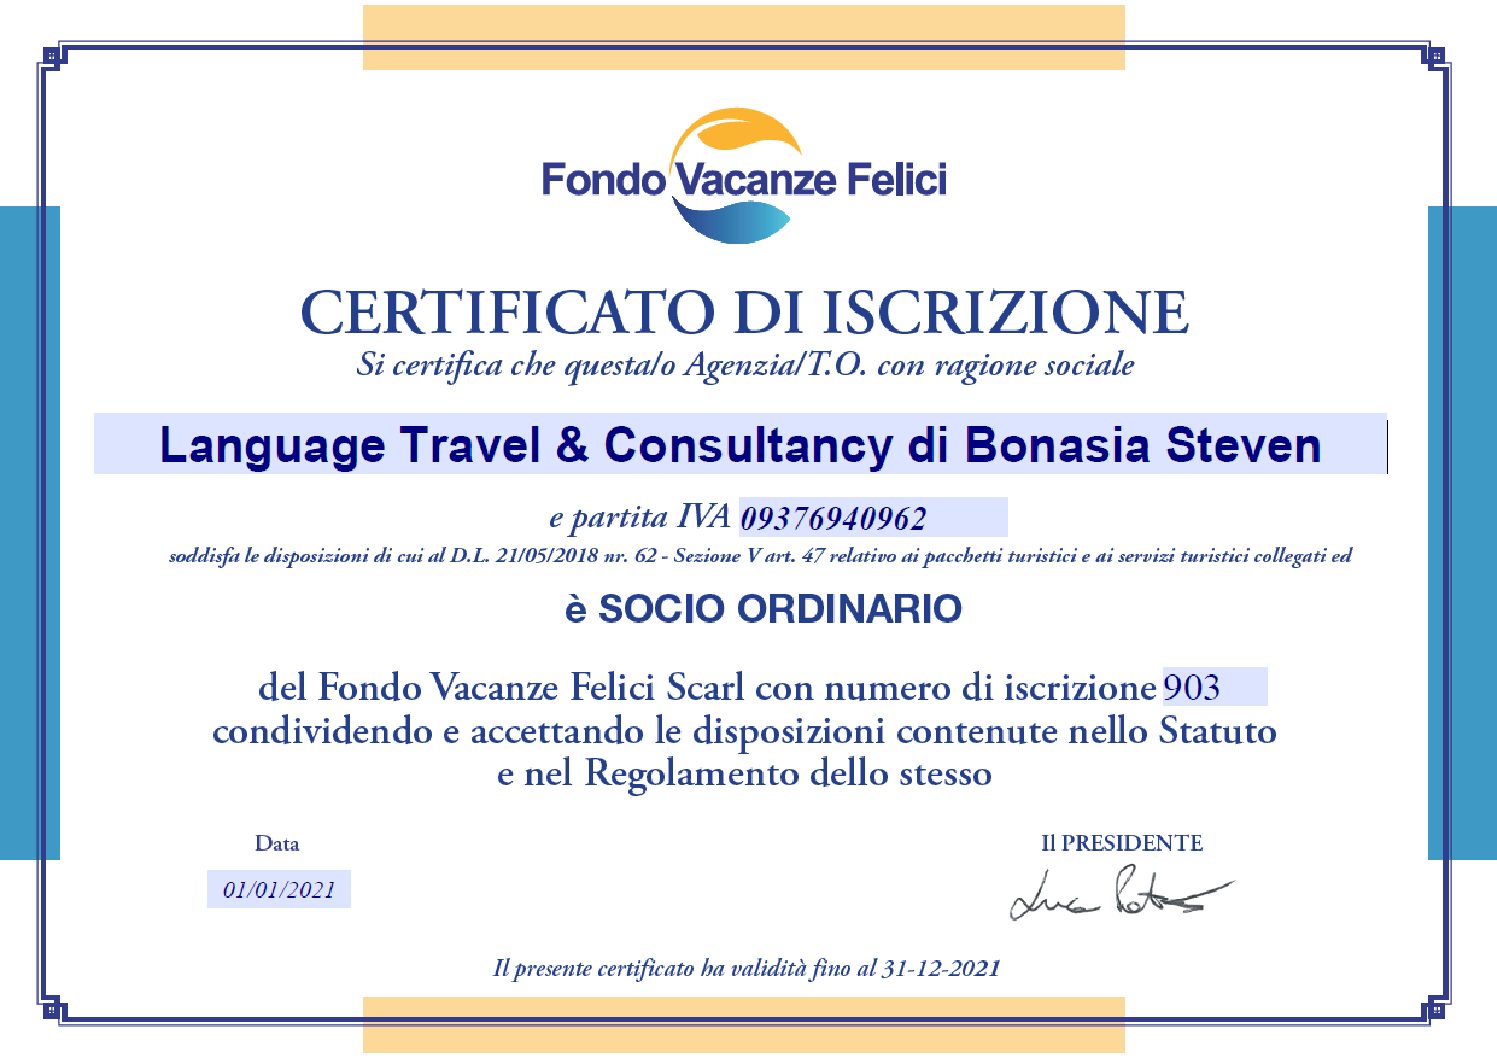 Fondo Vacanze Felici
CERTIFICATO DI ISCRIZIONE
Si certifica che questa/o Agenzia/T.O. con ragione sociale
Language Travel & Consultancy di Bonasia Steven
e partita IVA 09376940962
soddisfa le disposizioni di cui al D.L. 21/05/2018 nr. 62 - Sezione V art. 47 relativo ai pacchetti turistici e ai servizi turistici collegati ed
è SOCIO ORDINARIO
del Fondo Vacanze Felici Scarl con numero di iscrizione 903
condividendo e accettando le disposizioni contenute nello Statuto
e nel Regolamento dello stesso
Data
Il PRESIDENTE
01/01/2021
Il presente certificato ha validità fino al 31-12-2021